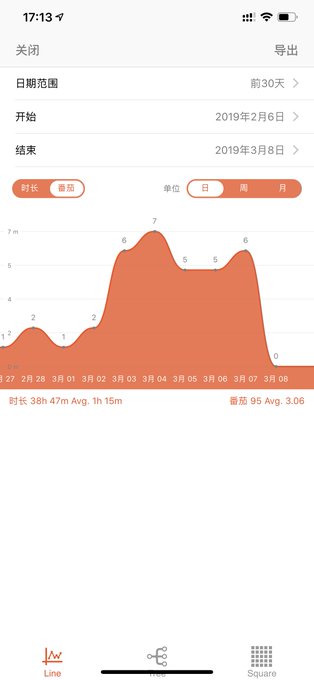 17:13
关闭 导出
日期范围 前30天
开始 2019年2月6日
结束 2019年3月8日
时长 番茄 单位 日 周 月
7
7 m
6 6
5 5 5
4
2 2
2
1 1
0 m 0
月 27 2月 28 3月 01 3月 02 3月 03 3月 04 3月 05 3月 06 3月 07 3月 08
时长 38h 47m Avg. 1h 15m 番茄 95 Avg. 3.06
Line Tree Square